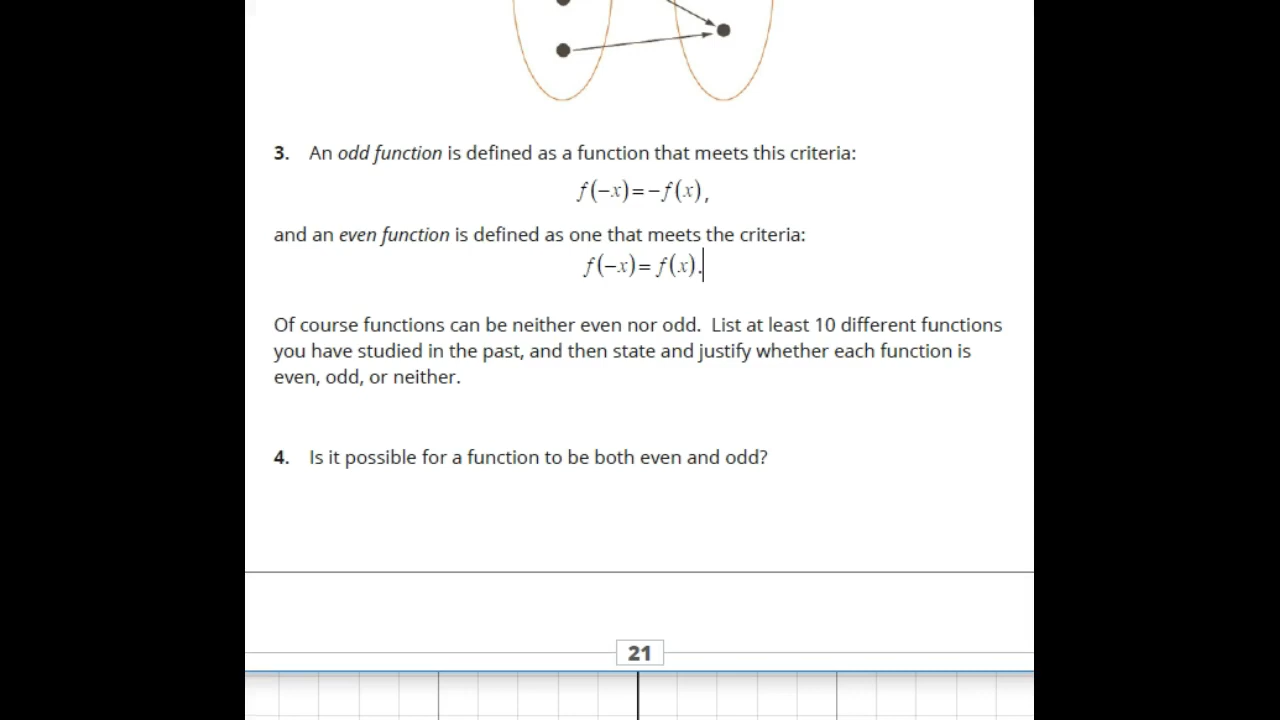 3. An odd function is defined as a function that meets this criteria:
f(−x)=−f(x),
and an even function is defined as one that meets the criteria:
f(−x)= f(x).
Of course functions can be neither even nor odd. List at least 10 different functions
you have studied in the past, and then state and justify whether each function is
even, odd, or neither.
4. Is it possible for a function to be both even and odd?
21